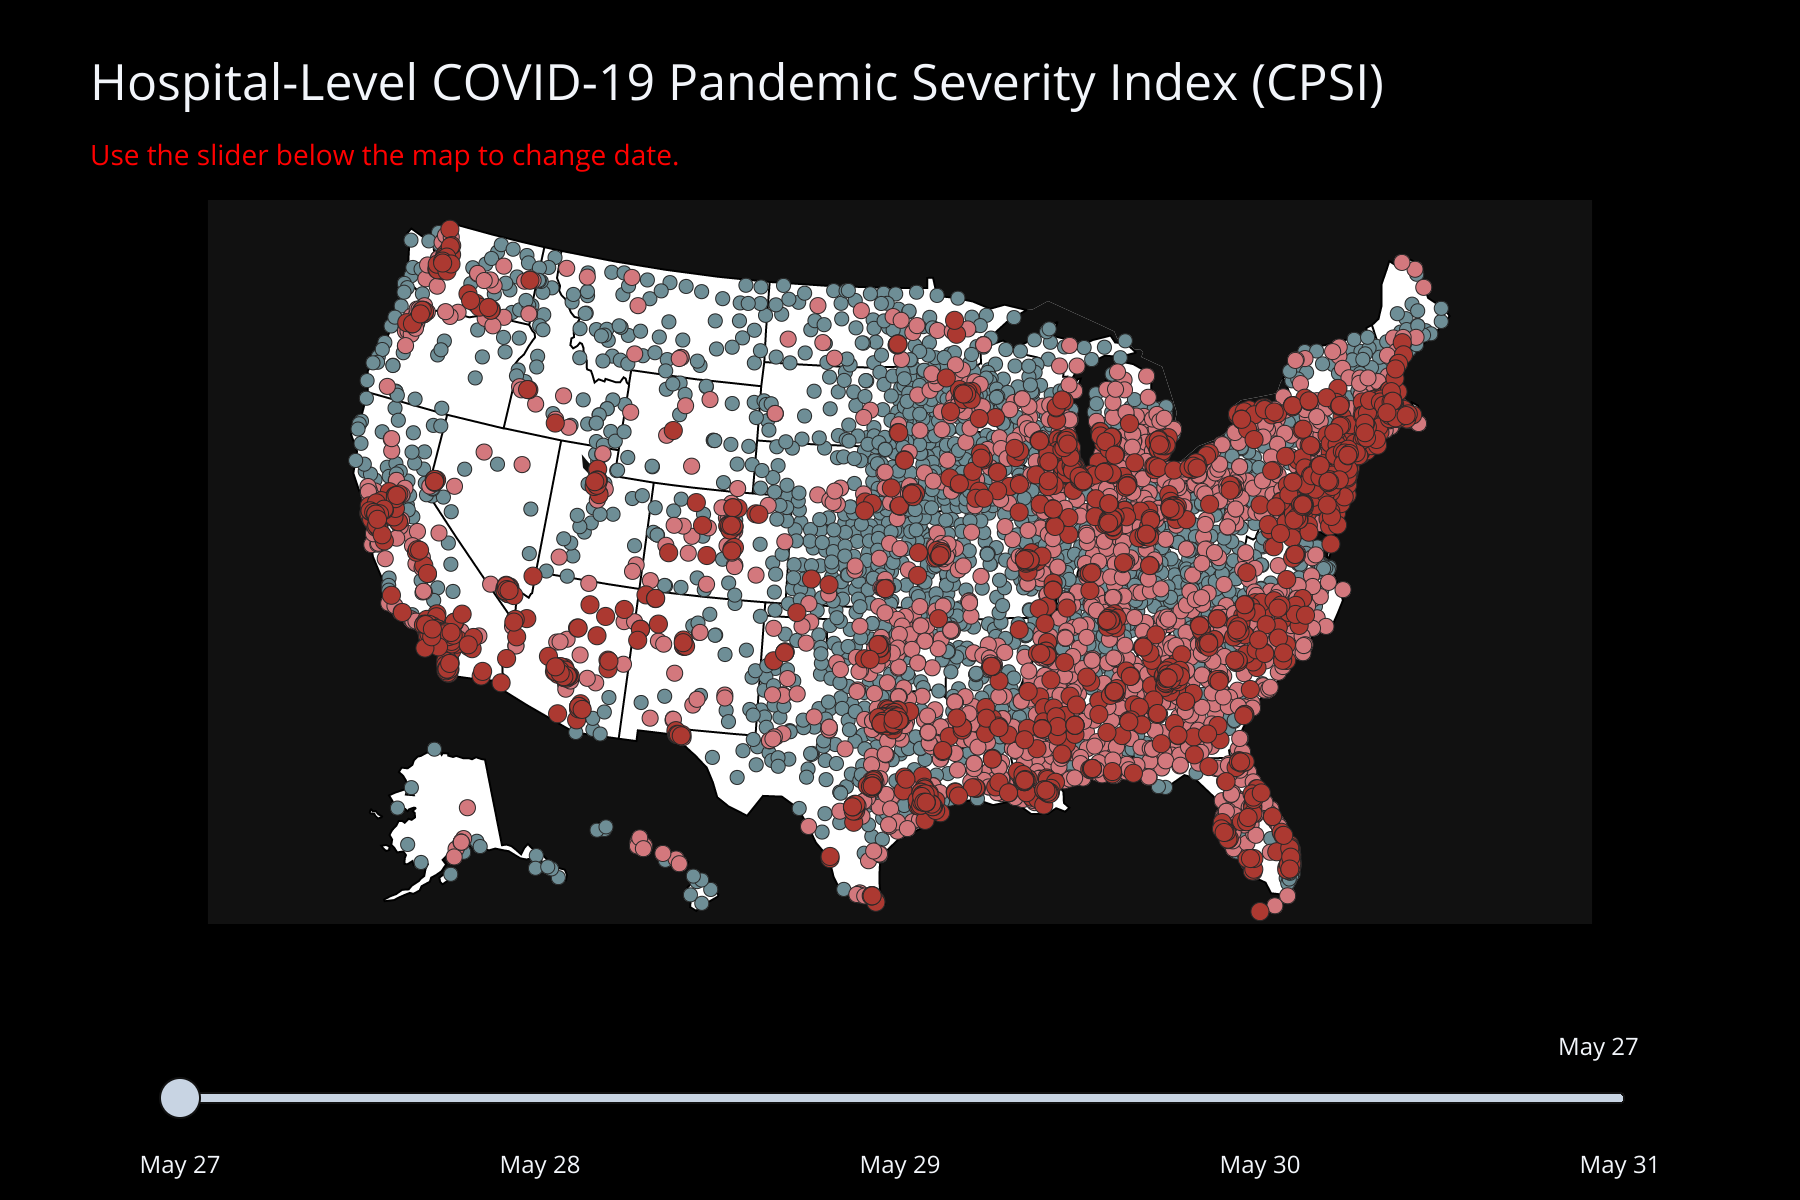 Hospital-Level COVID-19 Pandemic Severity Index (CPSI)
Use the slider below the map to change date.
May 27
May 27 May 28 May 29 May 30 May 31